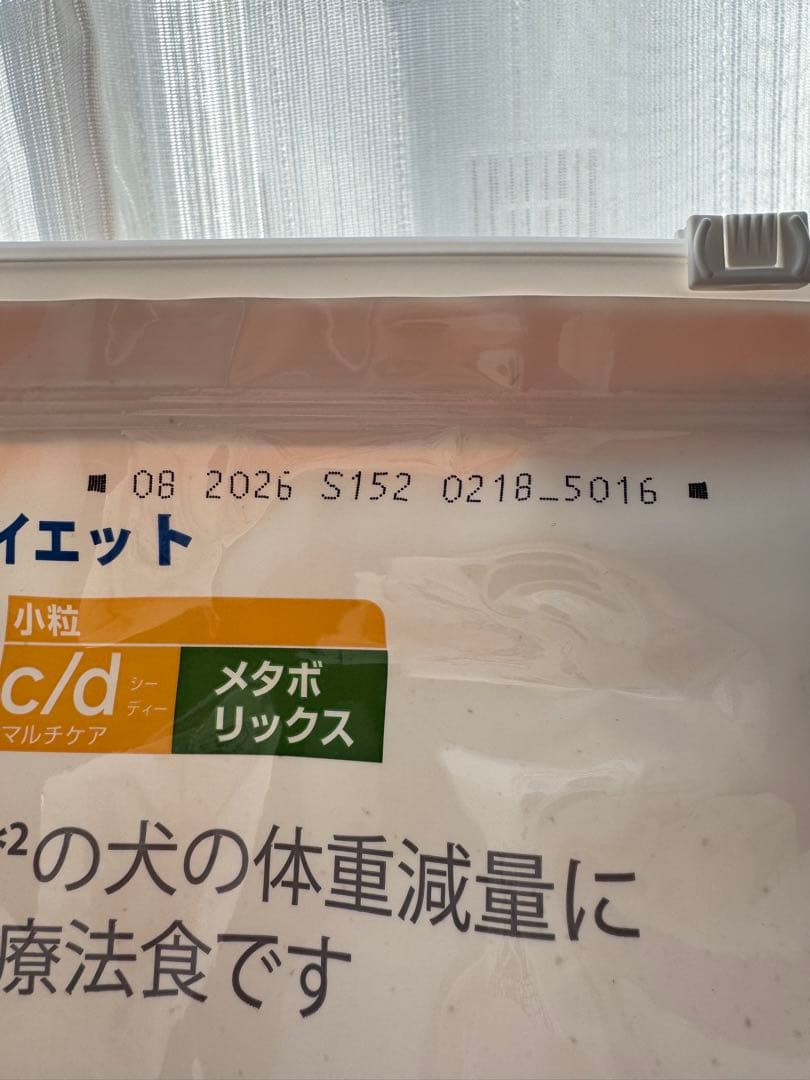 08 2026 S152 0218_5016
イエット
小粒
c/d シーディー
マルチケア
メタボ
リックス
*2の犬の体重減量に
療法食です